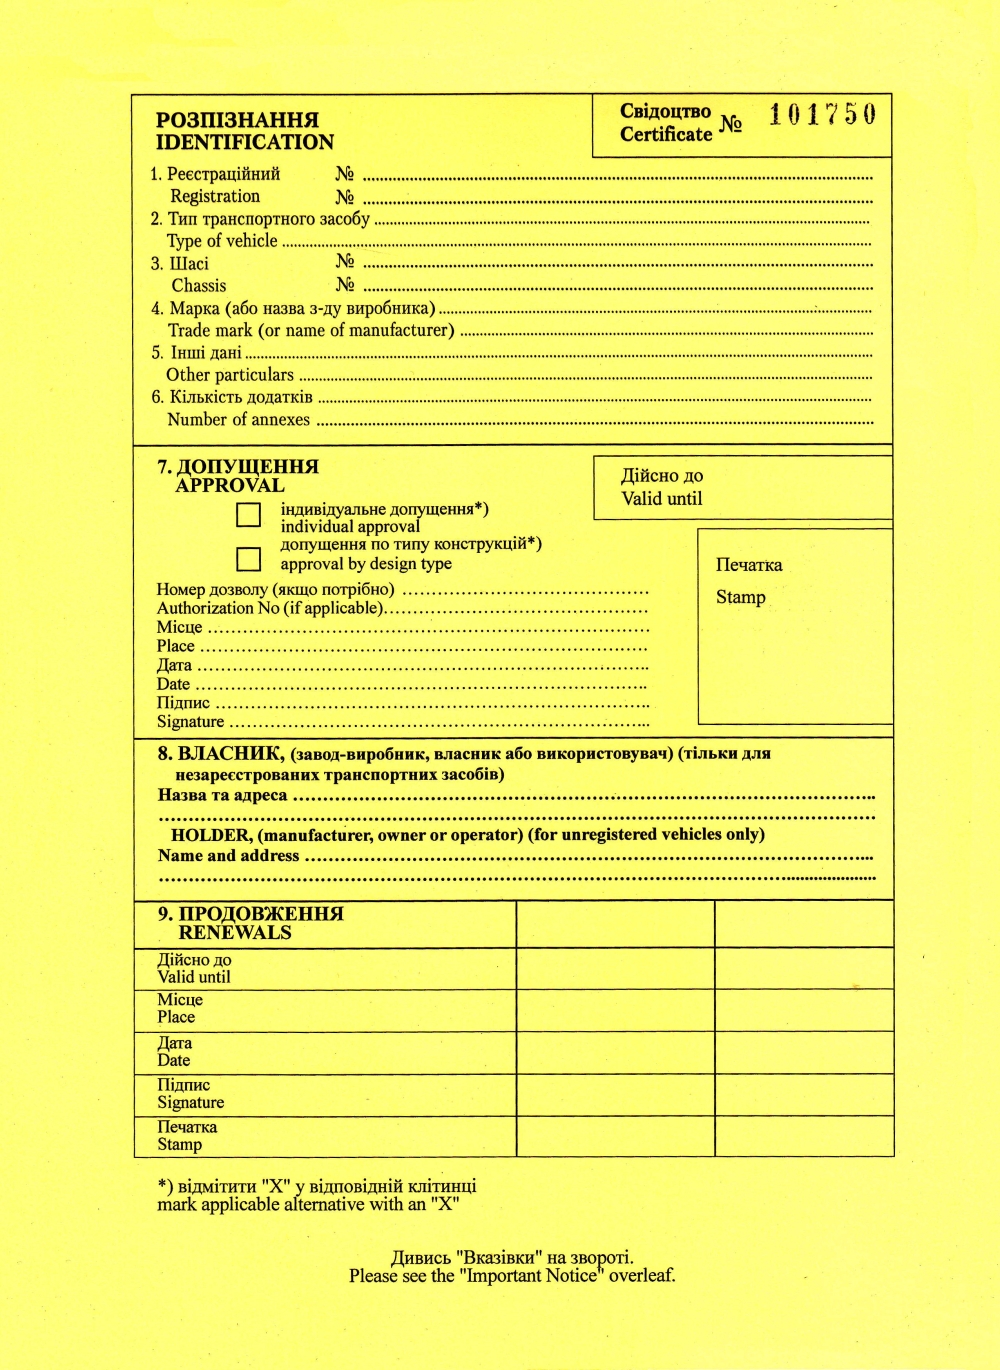 РОЗПІЗНАННЯ
IDENTIFICATION
Свідоцтво
Certificate № 101750
1. Реєстраційний № ........................
Registration № ........................
2. Тип транспортного засобу ........................
Type of vehicle ........................
3. Шасі № ........................
Chassis № ........................
4. Марка (або назва з-ду виробника) ........................
Trade mark (or name of manufacturer) ........................
5. Інші дані ........................
Other particulars ........................
6. Кількість додатків ........................
Number of annexes ........................
7. ДОПУЩЕННЯ
APPROVAL
Дійсно до
Valid until
індивідуальне допущення*)
individual approval
допущення по типу конструкцій*)
approval by design type
Печатка
Stamp
Номер дозволу (якщо потрібно) ........................
Authorization No (if applicable)........................
Місце ........................
Place ........................
Дата ........................
Date ........................
Підпис ........................
Signature ........................
8. ВЛАСНИК, (завод-виробник, власник або використовувач) (тільки для
незареєстрованих транспортних засобів)
Назва та адреса ........................
........................
HOLDER, (manufacturer, owner or operator) (for unregistered vehicles only)
Name and address ........................
........................
9. ПРОДОВЖЕННЯ
RENEWALS
Дійсно до
Valid until
Місце
Place
Дата
Date
Підпис
Signature
Печатка
Stamp
*) відмітити "X" у відповідній клітинці
mark applicable alternative with an "X"
Дивись "Вказівки" на звороті.
Please see the "Important Notice" overleaf.